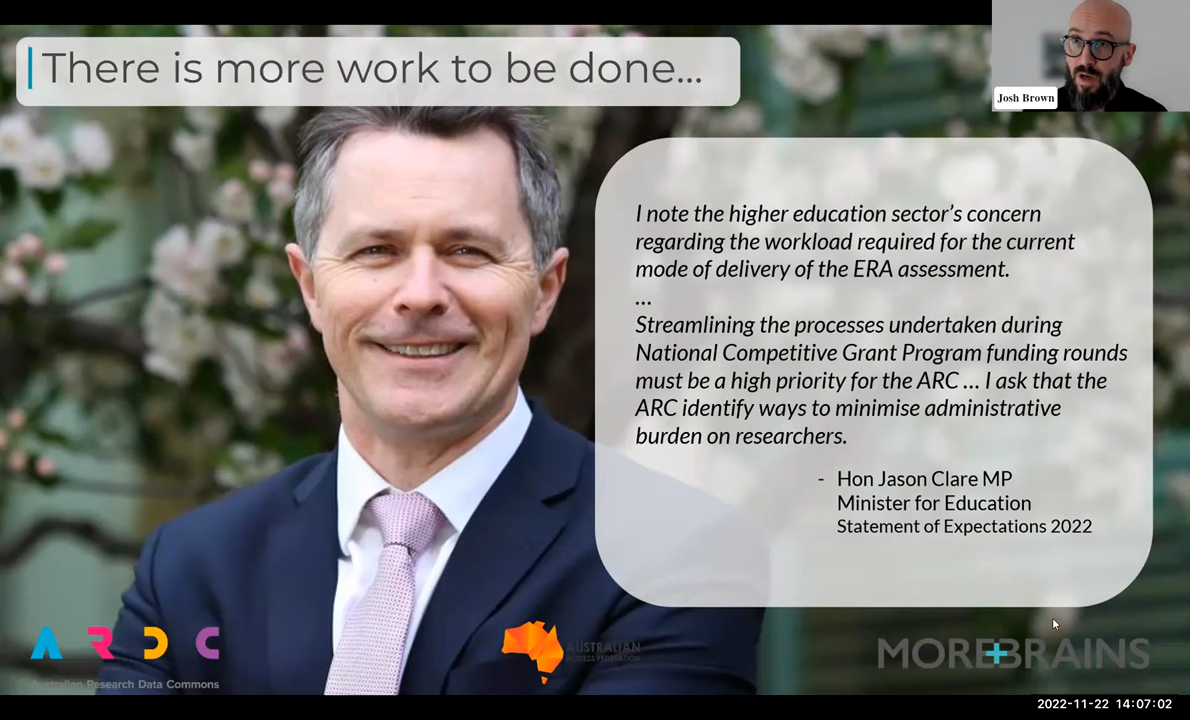 There is more work to be done...
Josh Brown
I note the higher education sector's concern
regarding the workload required for the current
mode of delivery of the ERA assessment.
...
Streamlining the processes undertaken during
National Competitive Grant Program funding rounds
must be a high priority for the ARC ... I ask that the
ARC identify ways to minimise administrative
burden on researchers.
- Hon Jason Clare MP
Minister for Education
Statement of Expectations 2022
ARDC
Australian Research Data Commons
AUSTRALIAN
ACCESS FEDERATION
MORE+BRAINS
2022-11-22 14:07:02